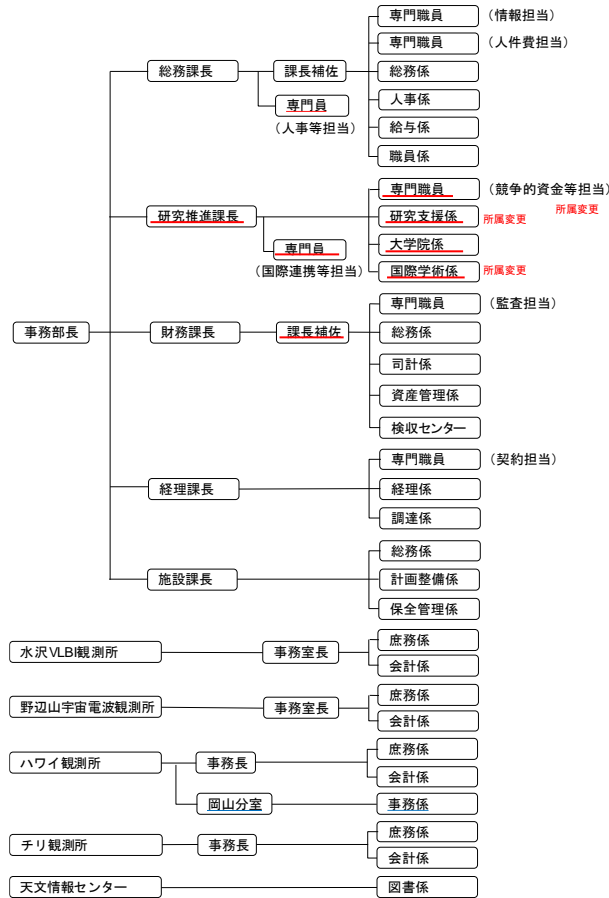 専門職員 （情報担当）
専門職員 （人件費担当）
総務課長 課長補佐 総務係
専門員 人事係
（人事等担当） 給与係
職員係
専門職員 （競争的資金等担当）
研究推進課長 研究支援係 所属変更 所属変更
専門員 大学院係
（国際連携等担当） 国際学術係 所属変更
専門職員 （監査担当）
事務部長 財務課長 課長補佐 総務係
司計係
資産管理係
検収センター
専門職員 （契約担当）
経理課長 経理係
調達係
総務係
施設課長 計画整備係
保全管理係
水沢VLBI観測所 事務室長 庶務係
会計係
野辺山宇宙電波観測所 事務室長 庶務係
会計係
ハワイ観測所 事務長 庶務係
会計係
岡山分室 事務係
チリ観測所 事務長 庶務係
会計係
天文情報センター 図書係